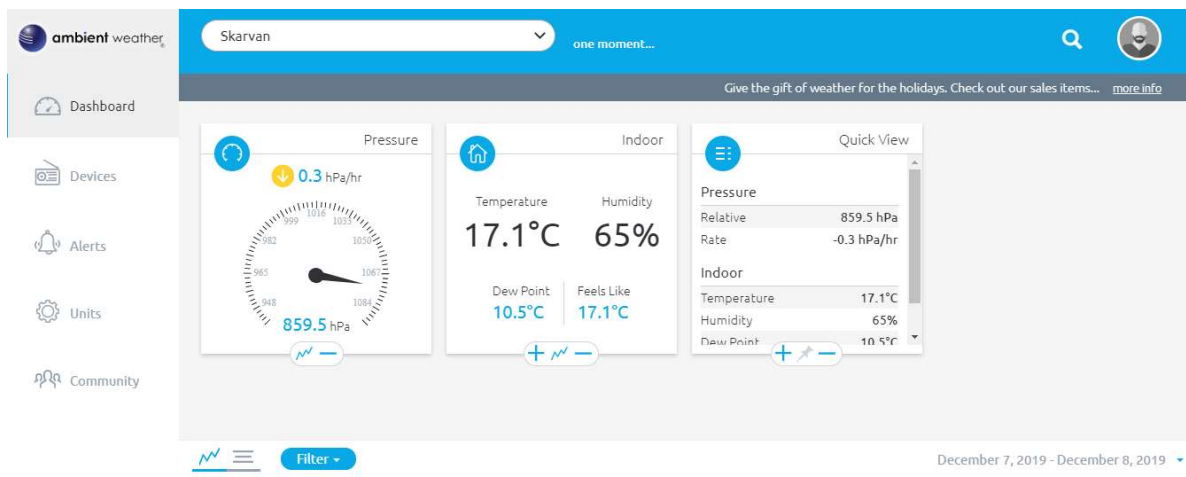 ambient weather
Skarvan
one moment...
Give the gift of weather for the holidays. Check out our sales items... more info
Dashboard
Devices
Alerts
Units
Community
Pressure
0.3 hPa/hr
948
965
982
999
1016
1033
1050
1067
1084
859.5 hPa
Indoor
Temperature Humidity
17.1°C 65%
Dew Point Feels Like
10.5°C 17.1°C
Quick View
Pressure
Relative 859.5 hPa
Rate -0.3 hPa/hr
Indoor
Temperature 17.1°C
Humidity 65%
Dew Point 10.5°C
Filter
December 7, 2019 - December 8, 2019